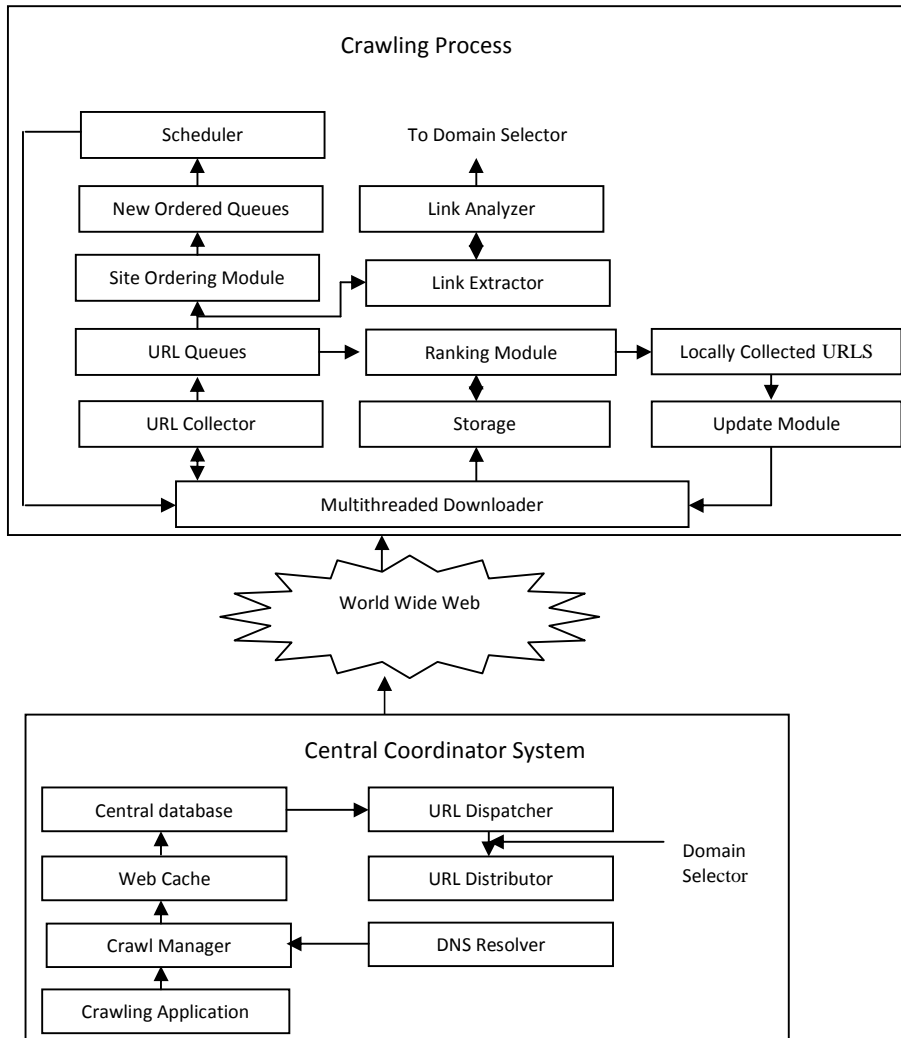 Crawling Process
Scheduler
To Domain Selector
New Ordered Queues
Link Analyzer
Site Ordering Module
Link Extractor
URL Queues
Ranking Module
Locally Collected URLS
URL Collector
Storage
Update Module
Multithreaded Downloader
World Wide Web
Central Coordinator System
Central database
URL Dispatcher
Domain
Selector
Web Cache
URL Distributor
Crawl Manager
DNS Resolver
Crawling Application